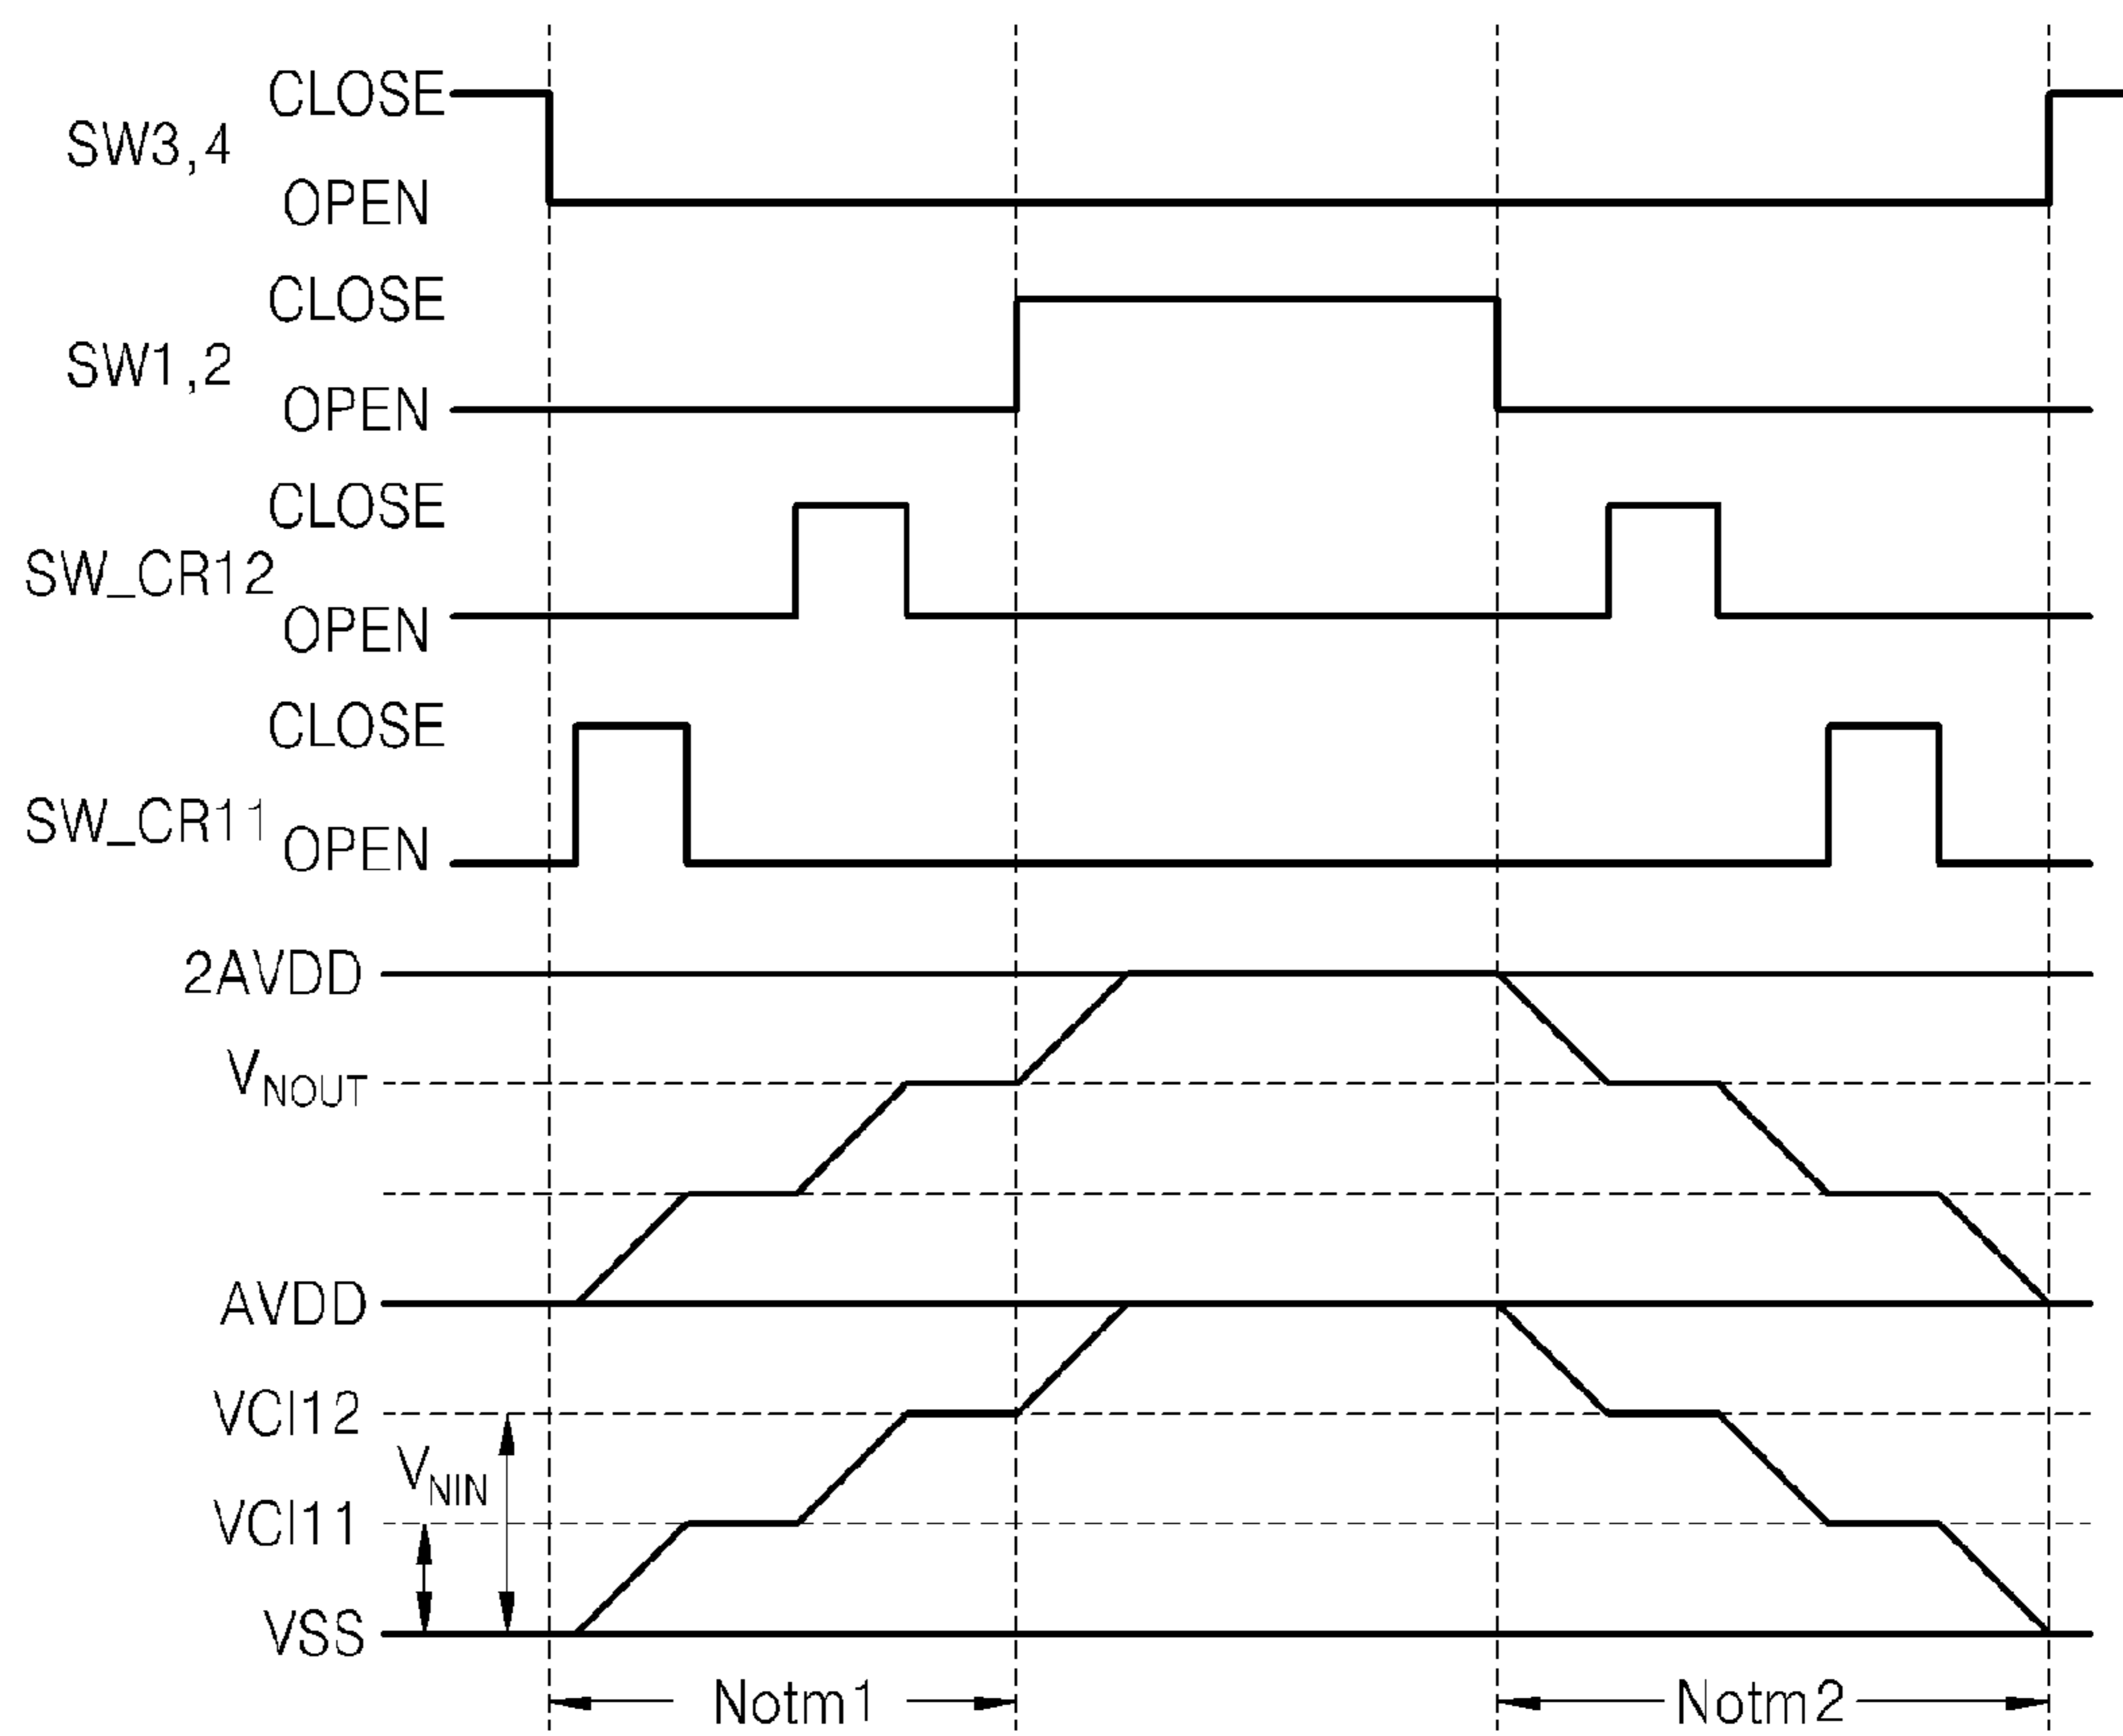 CLOSE
SW3,4
OPEN
CLOSE
SW1,2
OPEN
CLOSE
SW_CR12
OPEN
CLOSE
SW_CR11
OPEN
2AVDD
VNOUT
AVDD
VCI12
VNIN
VCI11
VSS
Notm1 Notm2